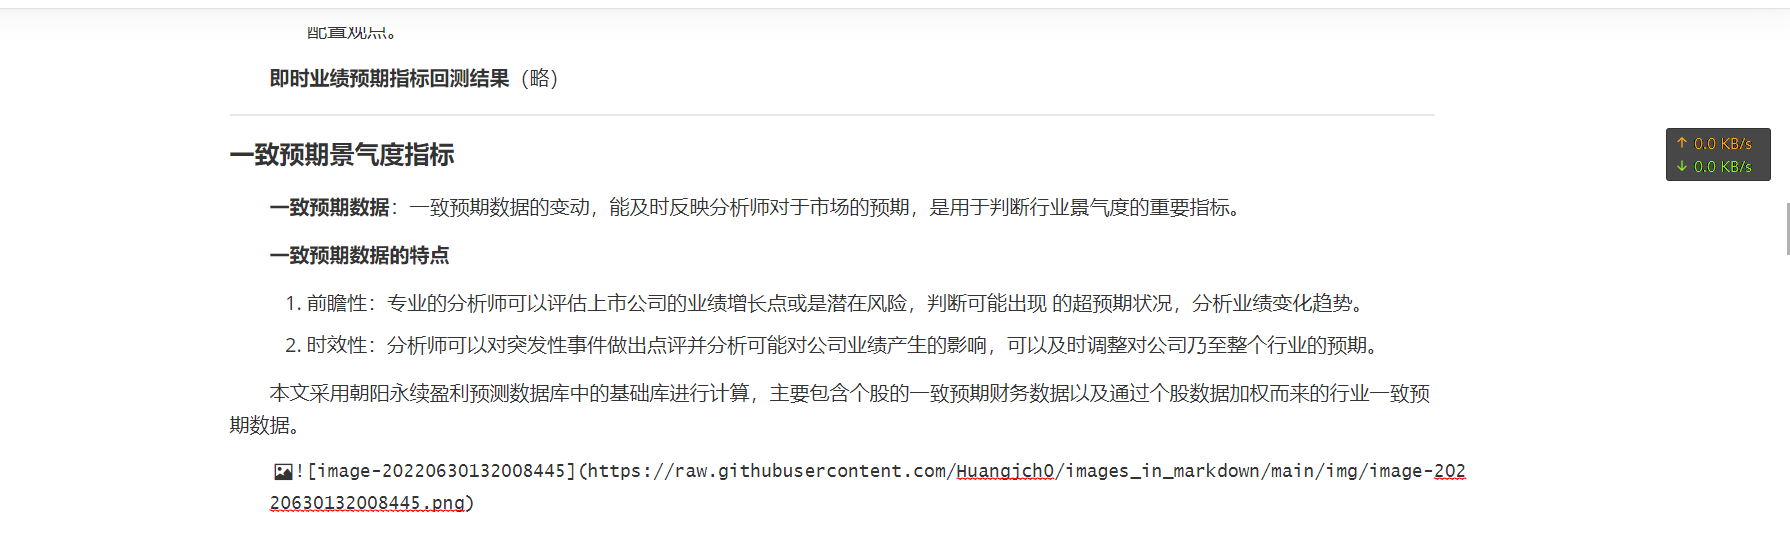 配置观点。
即时业绩预期指标回测结果（略）
一致预期景气度指标
↑ 0.0 KB/s
↓ 0.0 KB/s
一致预期数据：一致预期数据的变动，能及时反映分析师对于市场的预期，是用于判断行业景气度的重要指标。
一致预期数据的特点
1. 前瞻性：专业的分析师可以评估上市公司的业绩增长点或是潜在风险，判断可能出现 的超预期状况，分析业绩变化趋势。
2. 时效性：分析师可以对突发性事件做出点评并分析可能对公司业绩产生的影响，可以及时调整对公司乃至整个行业的预期。
本文采用朝阳永续盈利预测数据库中的基础库进行计算，主要包含个股的一致预期财务数据以及通过个股数据加权而来的行业一致预
期数据。
![image-20220630132008445](https://raw.githubusercontent.com/Huangjch0/images_in_markdown/main/img/image-202
20630132008445.png)